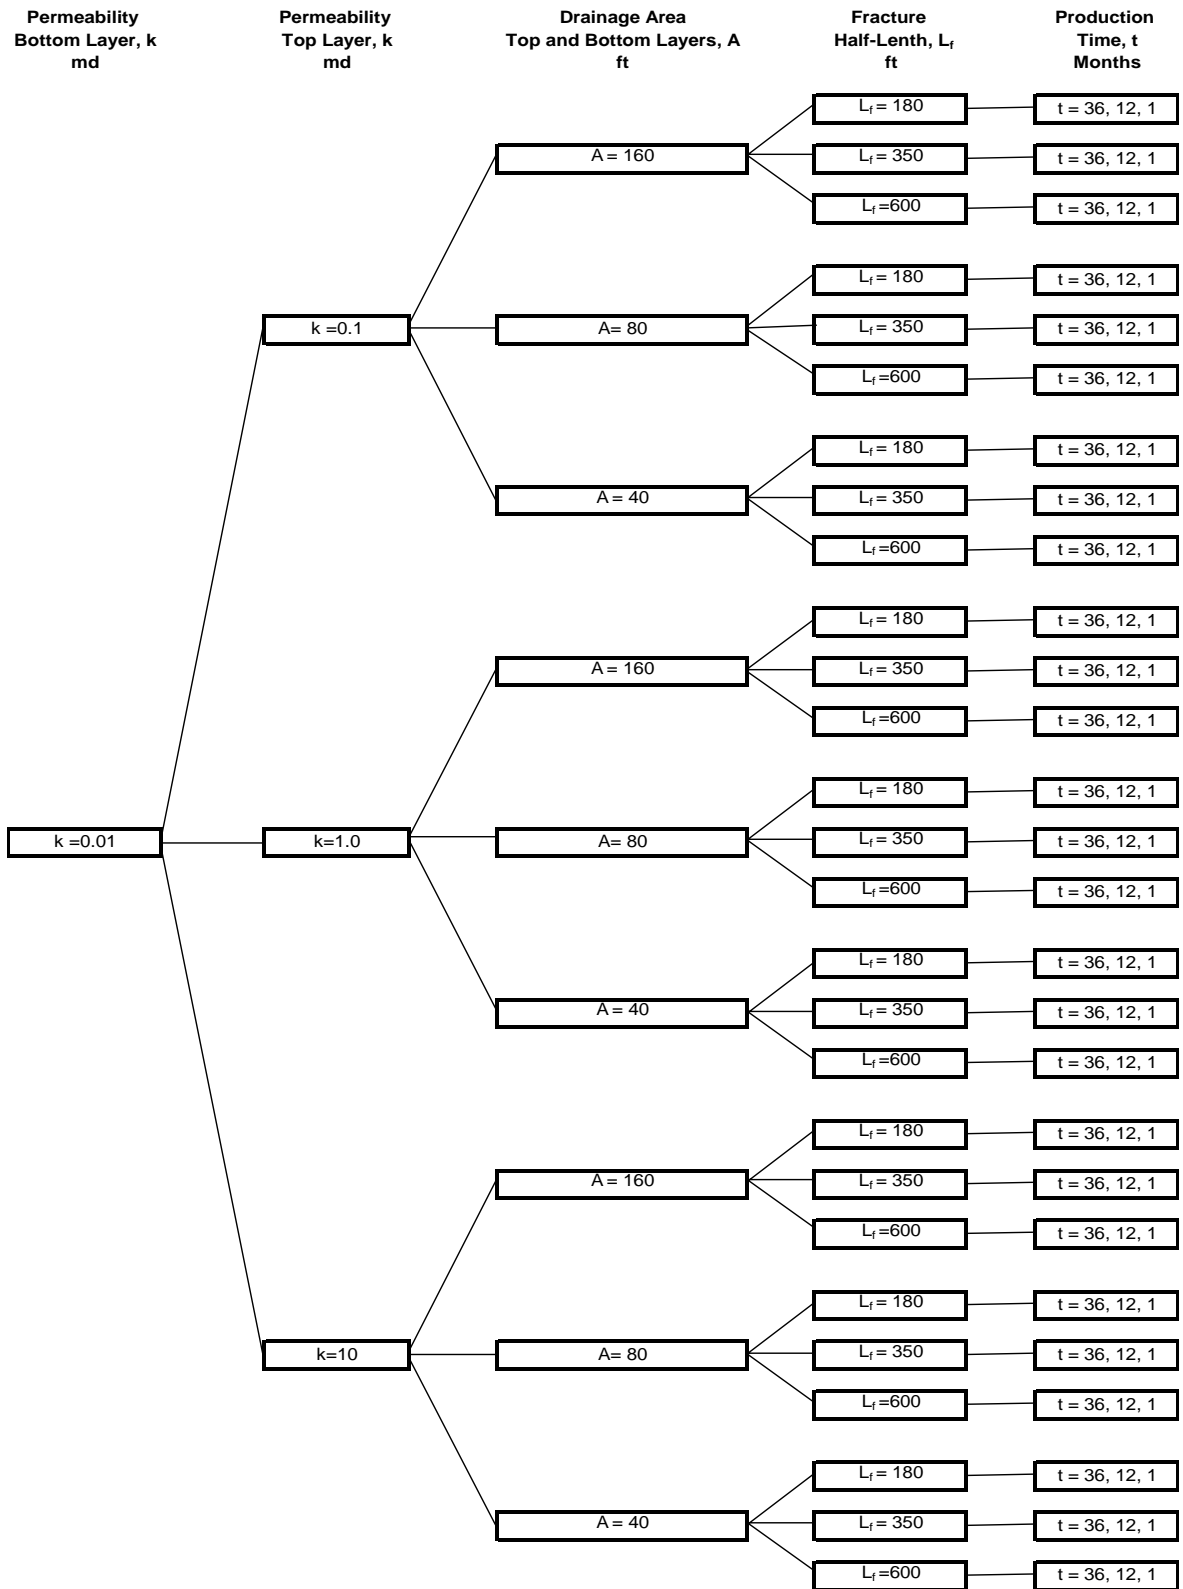 Permeability
Bottom Layer, k
md
Permeability
Top Layer, k
md
Drainage Area
Top and Bottom Layers, A
ft
Fracture
Half-Lenth, Lf
ft
Production
Time, t
Months
Lf = 180
t = 36, 12, 1
A = 160
Lf = 350
t = 36, 12, 1
Lf =600
t = 36, 12, 1
Lf = 180
t = 36, 12, 1
k =0.1
A= 80
Lf = 350
t = 36, 12, 1
Lf =600
t = 36, 12, 1
Lf = 180
t = 36, 12, 1
A = 40
Lf = 350
t = 36, 12, 1
Lf =600
t = 36, 12, 1
Lf = 180
t = 36, 12, 1
A = 160
Lf = 350
t = 36, 12, 1
Lf =600
t = 36, 12, 1
Lf = 180
t = 36, 12, 1
k =0.01
k=1.0
A= 80
Lf = 350
t = 36, 12, 1
Lf =600
t = 36, 12, 1
Lf = 180
t = 36, 12, 1
A = 40
Lf = 350
t = 36, 12, 1
Lf =600
t = 36, 12, 1
Lf = 180
t = 36, 12, 1
A = 160
Lf = 350
t = 36, 12, 1
Lf =600
t = 36, 12, 1
Lf = 180
t = 36, 12, 1
k=10
A= 80
Lf = 350
t = 36, 12, 1
Lf =600
t = 36, 12, 1
Lf = 180
t = 36, 12, 1
A = 40
Lf = 350
t = 36, 12, 1
Lf =600
t = 36, 12, 1